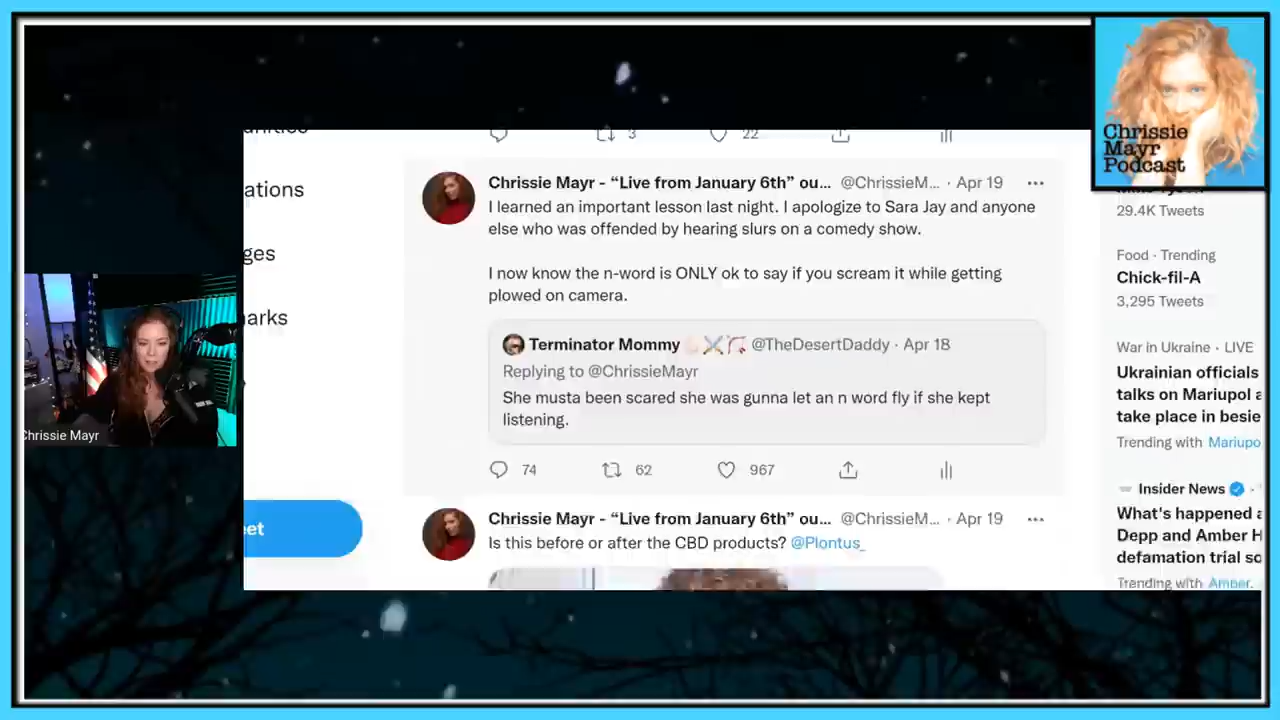 Chrissie
Mayr
Podcast
3
22
ations
ges
arks
eet
Chrissie Mayr
Chrissie Mayr - “Live from January 6th” ou... @ChrissieM... · Apr 19
I learned an important lesson last night. I apologize to Sara Jay and anyone
else who was offended by hearing slurs on a comedy show.
I now know the n-word is ONLY ok to say if you scream it while getting
plowed on camera.
Terminator Mommy @TheDesertDaddy · Apr 18
Replying to @ChrissieMayr
She musta been scared she was gunna let an n word fly if she kept
listening.
74
62
967
Chrissie Mayr - “Live from January 6th” ou... @ChrissieM... · Apr 19
Is this before or after the CBD products? @Plontus_
29.4K Tweets
Food · Trending
Chick-fil-A
3,295 Tweets
War in Ukraine · LIVE
Ukrainian officials
talks on Mariupol a
take place in besie
Trending with Mariupo
Insider News ·
What's happened a
Depp and Amber H
defamation trial so
Trending with Amber.